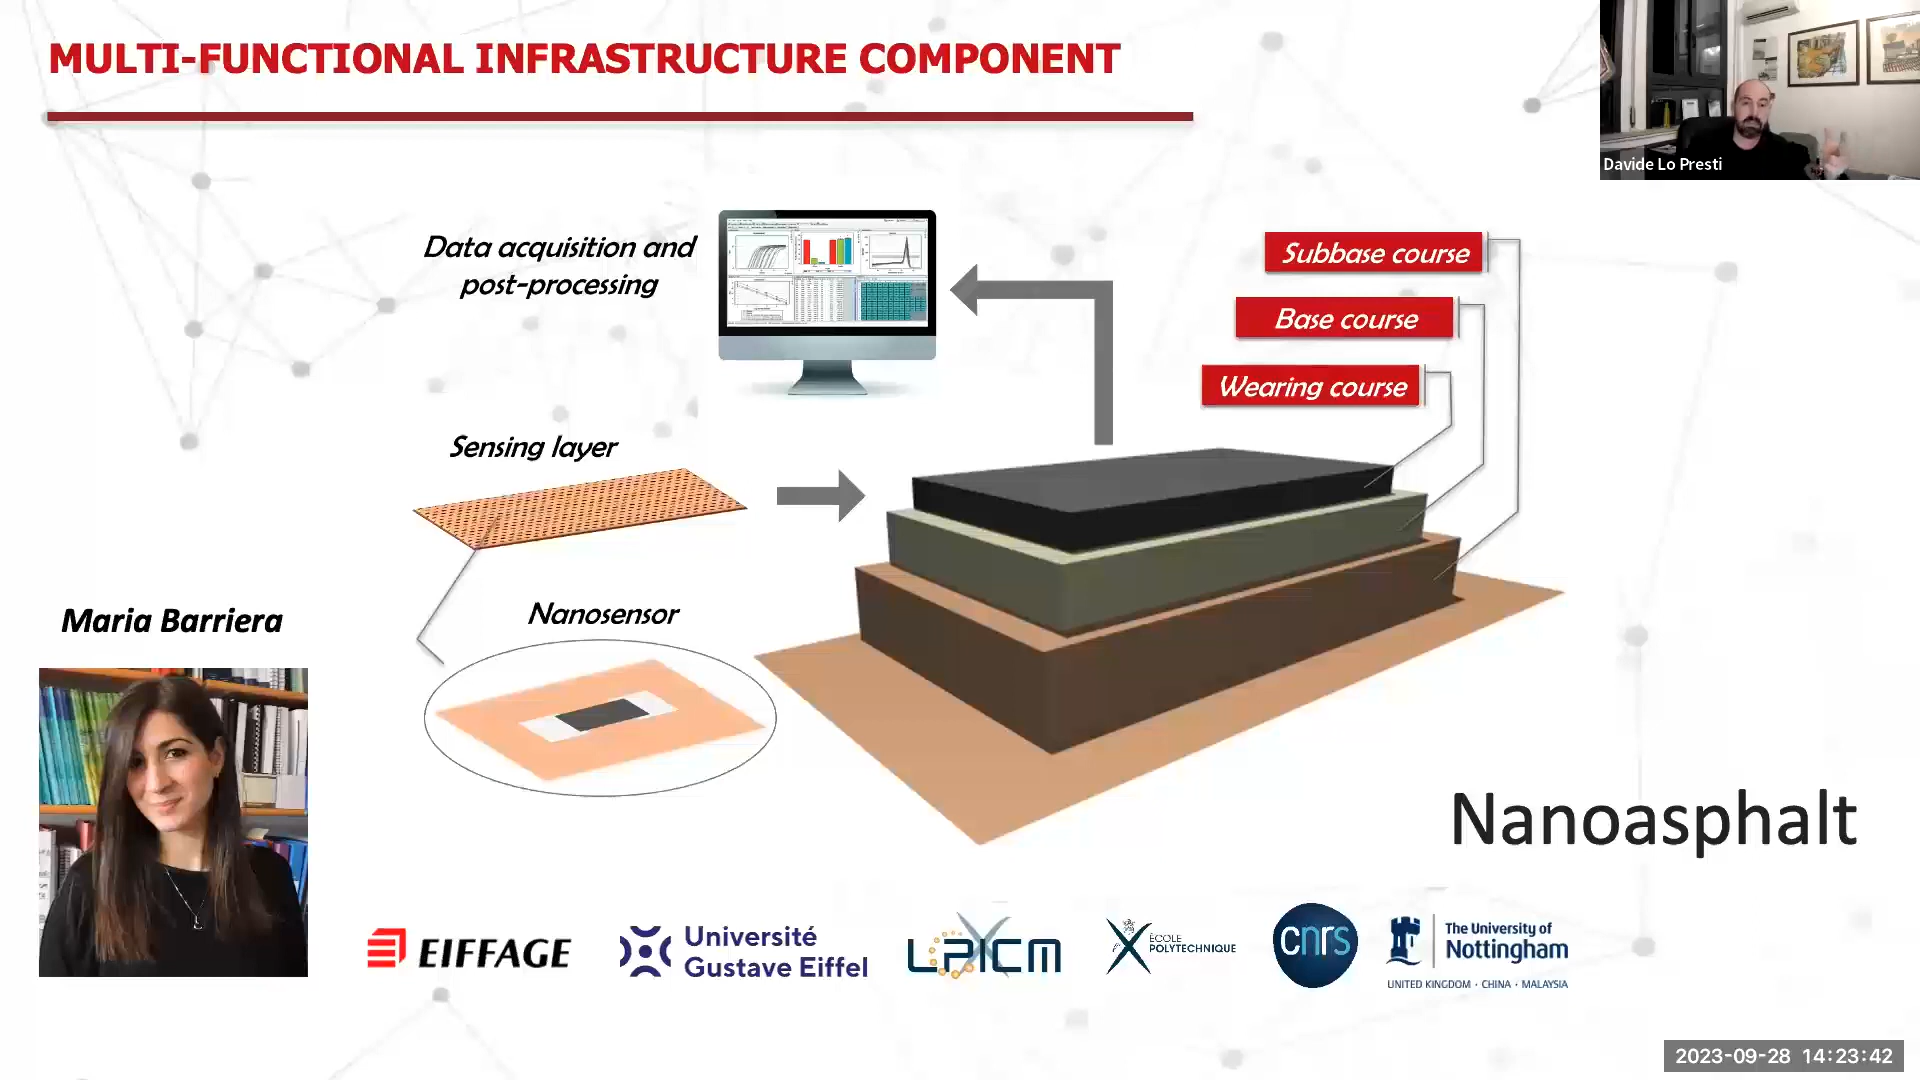 MULTI-FUNCTIONAL INFRASTRUCTURE COMPONENT
Davide Lo Presti
Data acquisition and
post-processing
Subbase course
Base course
Wearing course
Sensing layer
Nanosensor
Maria Barriera
Nanoasphalt
EIFFAGE
Université
Gustave Eiffel
LPICM
ÉCOLE
POLYTECHNIQUE
cnrs
The University of
Nottingham
UNITED KINGDOM · CHINA · MALAYSIA
2023-09-28 14:23:42